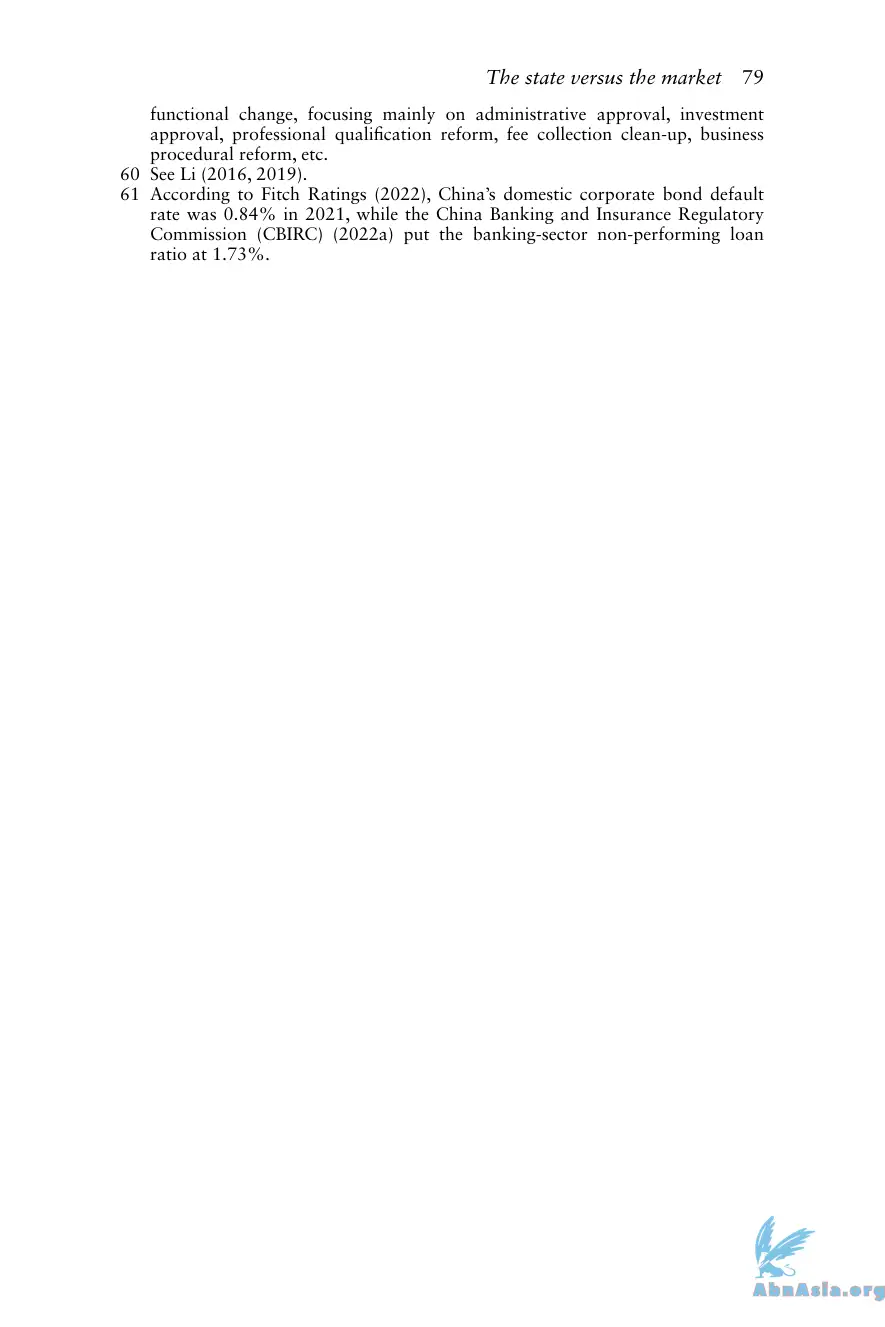 The state versus the market 79
functional change, focusing mainly on administrative approval, investment
approval, professional qualification reform, fee collection clean-up, business
procedural reform, etc.
60 See Li (2016, 2019).
61 According to Fitch Ratings (2022), China’s domestic corporate bond default
rate was 0.84% in 2021, while the China Banking and Insurance Regulatory
Commission (CBIRC) (2022a) put the banking-sector non-performing loan
ratio at 1.73%.
AbnAsia.org